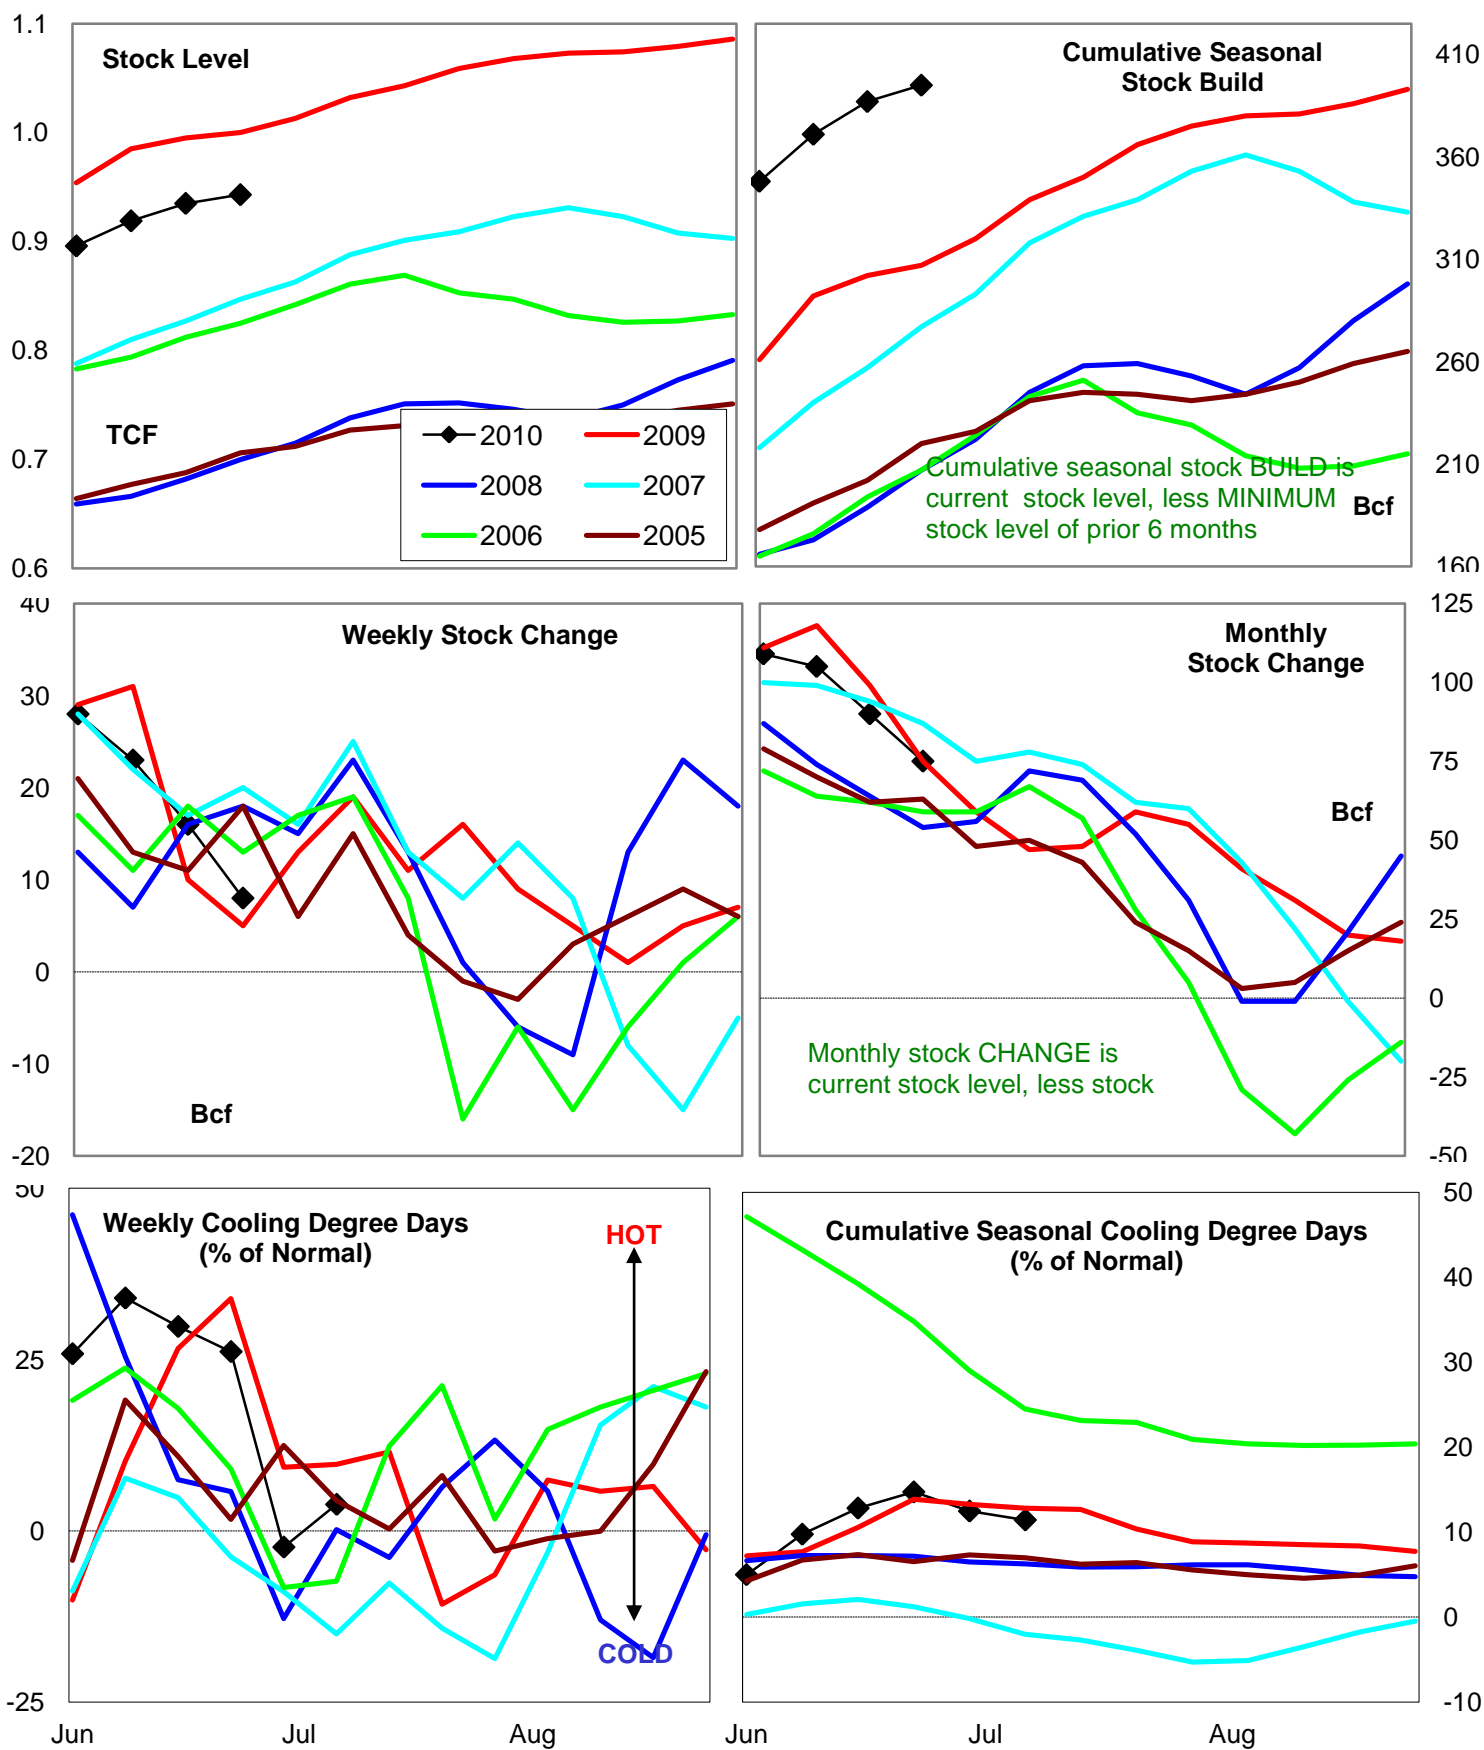 Stock Level
1.1
1.0
0.9
0.8
0.7
0.6
TCF
2010
2009
2008
2007
2006
2005
Cumulative Seasonal
Stock Build
410
360
310
260
210
160
Cumulative seasonal stock BUILD is
current stock level, less MINIMUM
stock level of prior 6 months
Bcf
Weekly Stock Change
40
30
20
10
0
-10
-20
Bcf
Monthly
Stock Change
125
100
75
50
25
0
-25
-50
Bcf
Monthly stock CHANGE is
current stock level, less stock
Weekly Cooling Degree Days
(% of Normal)
50
25
0
-25
HOT
COLD
Jun
Jul
Aug
Cumulative Seasonal Cooling Degree Days
(% of Normal)
50
40
30
20
10
0
-10
Jun
Jul
Aug